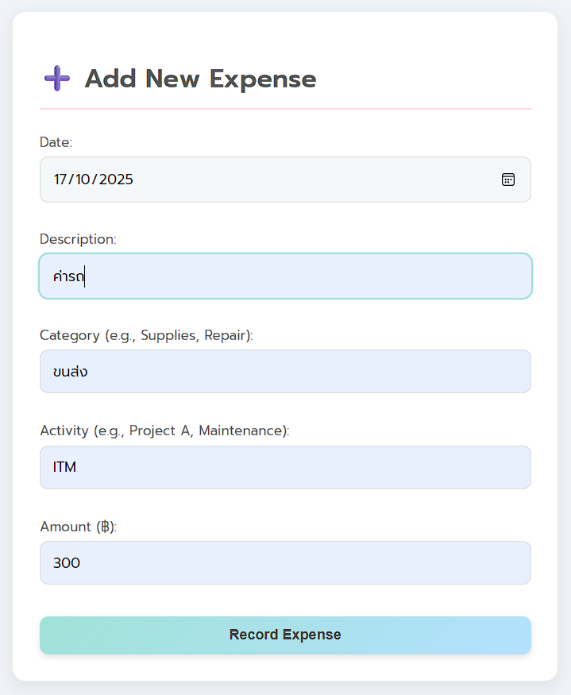 Add New Expense
Date:
17/10/2025
Description:
ค่ารถ
Category (e.g., Supplies, Repair):
ขนส่ง
Activity (e.g., Project A, Maintenance):
ITM
Amount (฿):
300
Record Expense